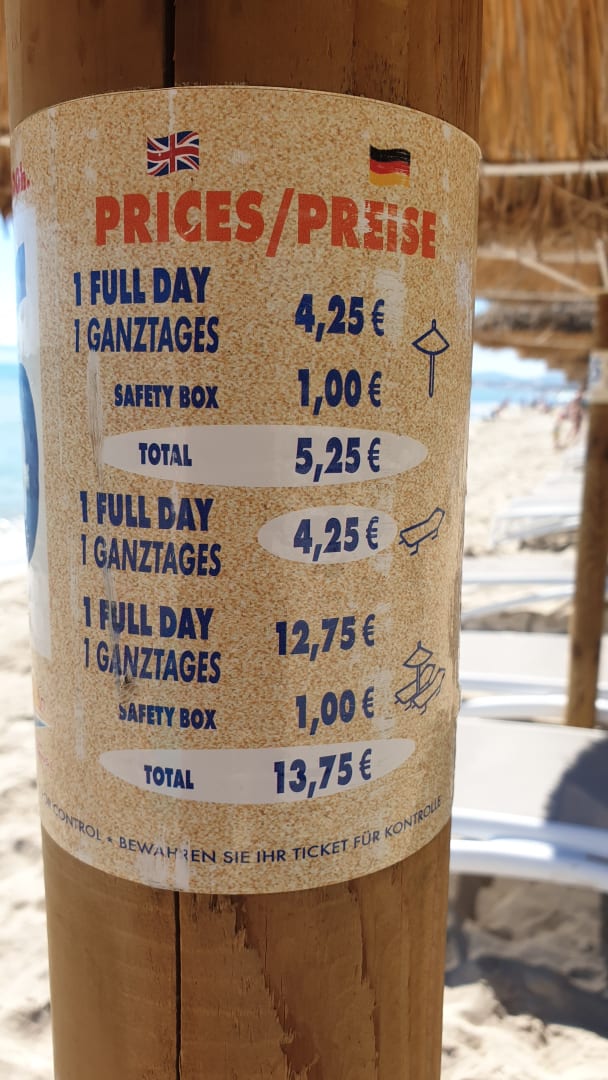 PRICES/PREISE
1 FULL DAY
1 GANZTAGES
4,25 €
SAFETY BOX 1,00 €
TOTAL 5,25 €
1 FULL DAY
1 GANZTAGES
4,25 €
1 FULL DAY
1 GANZTAGES
12,75 €
SAFETY BOX 1,00 €
TOTAL 13,75 €
CONTROL • BEWAHREN SIE IHR TICKET FÜR KONTROLLE